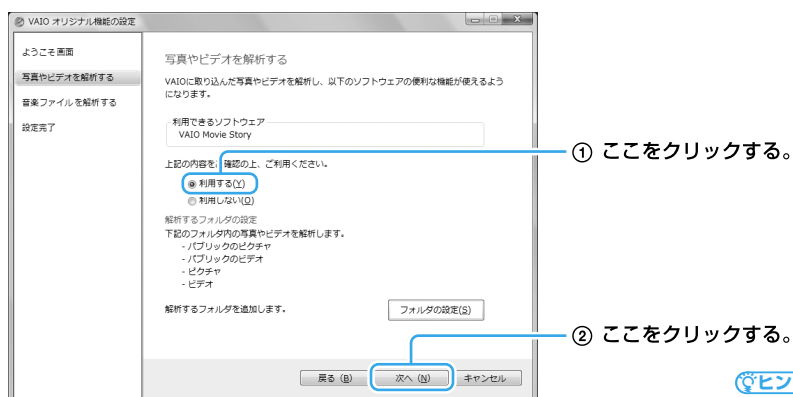 VAIO オリジナル機能の設定
ようこそ画面
写真やビデオを解析する
音楽ファイルを解析する
設定完了
写真やビデオを解析する
VAIOに取り込んだ写真やビデオを解析し、以下のソフトウェアの便利な機能が使えるよう
になります。
利用できるソフトウェア
VAIO Movie Story
上記の内容を 確認の上、ご利用ください。
利用する(Y)
利用しない(O)
解析するフォルダの設定
下記のフォルダ内の写真やビデオを解析します。
- パブリックのピクチャ
- パブリックのビデオ
- ピクチャ
- ビデオ
解析するフォルダを追加します。
フォルダの設定(S)
戻る (B)
次へ (N)
キャンセル
① ここをクリックする。
② ここをクリックする。
ヒン